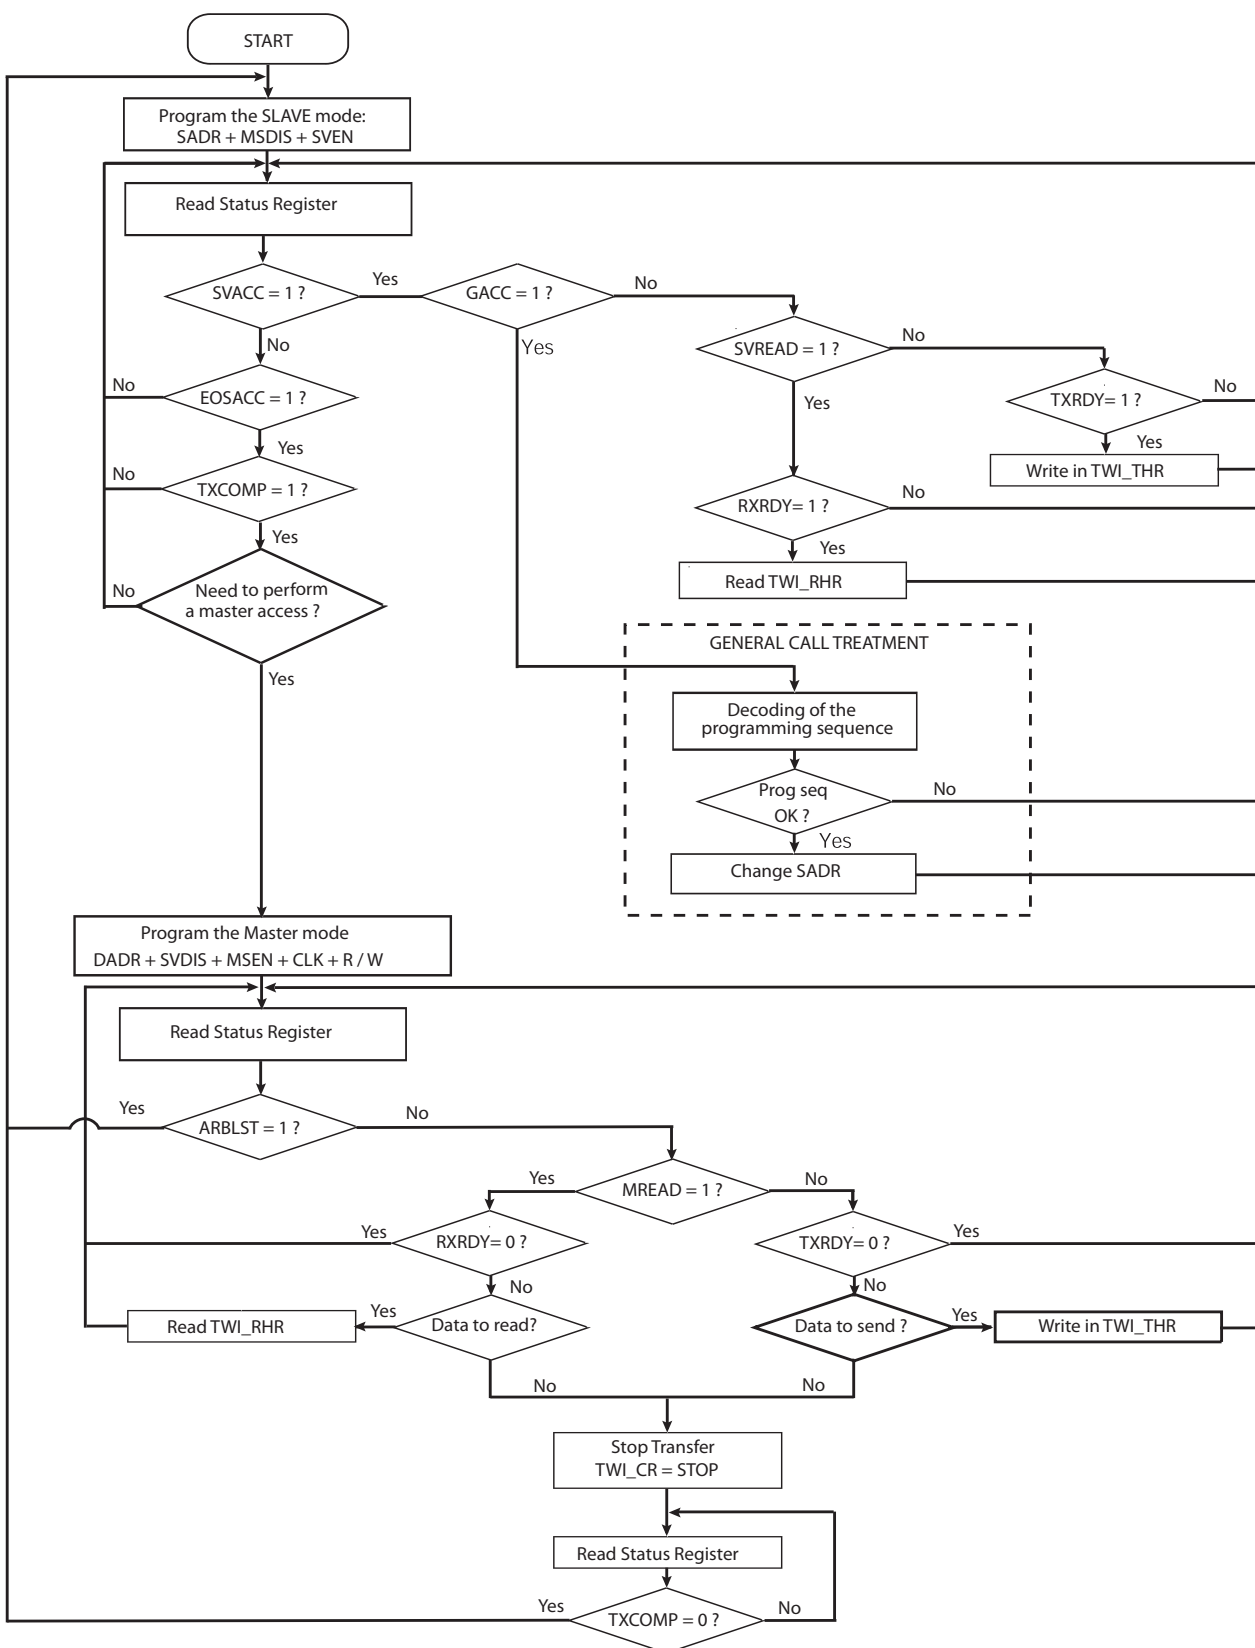 START
Program the SLAVE mode:
SADR + MSDIS + SVEN
Read Status Register
SVACC = 1 ?
Yes
GACC = 1 ?
No
No
Yes
SVREAD = 1 ?
No
No
EOSACC = 1 ?
Yes
TXRDY= 1 ?
No
Yes
Yes
Write in TWI_THR
No
TXCOMP = 1 ?
RXRDY= 1 ?
No
Yes
Yes
Read TWI_RHR
No
Need to perform
a master access ?
Yes
GENERAL CALL TREATMENT
Decoding of the
programming sequence
Prog seq
OK ?
No
Yes
Change SADR
Program the Master mode
DADR + SVDIS + MSEN + CLK + R / W
Read Status Register
Yes
ARBLST = 1 ?
No
Yes
MREAD = 1 ?
No
Yes
RXRDY= 0 ?
TXRDY= 0 ?
Yes
No
No
Read TWI_RHR
Yes
Data to read?
Data to send ?
Yes
Write in TWI_THR
No
No
Stop Transfer
TWI_CR = STOP
Read Status Register
Yes
TXCOMP = 0 ?
No